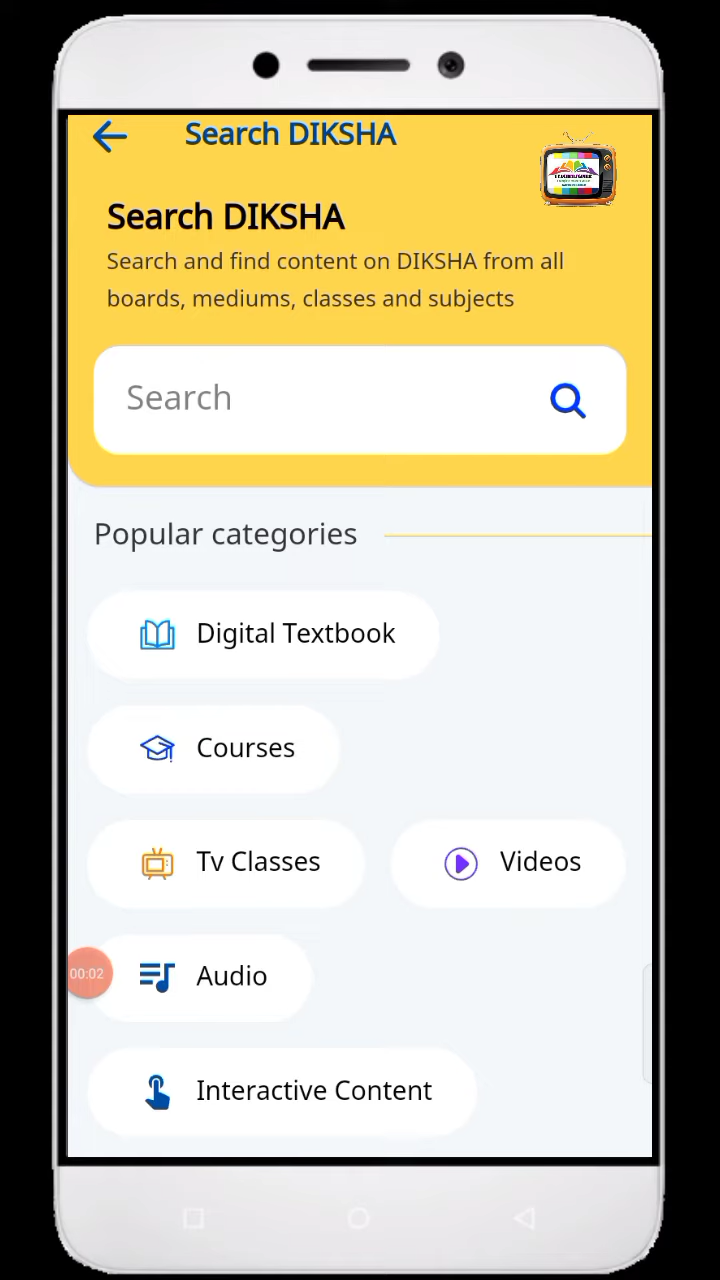 Search DIKSHA
Search DIKSHA
Search and find content on DIKSHA from all
boards, mediums, classes and subjects
Search
Popular categories
Digital Textbook
Courses
Tv Classes
Videos
00:02
Audio
Interactive Content